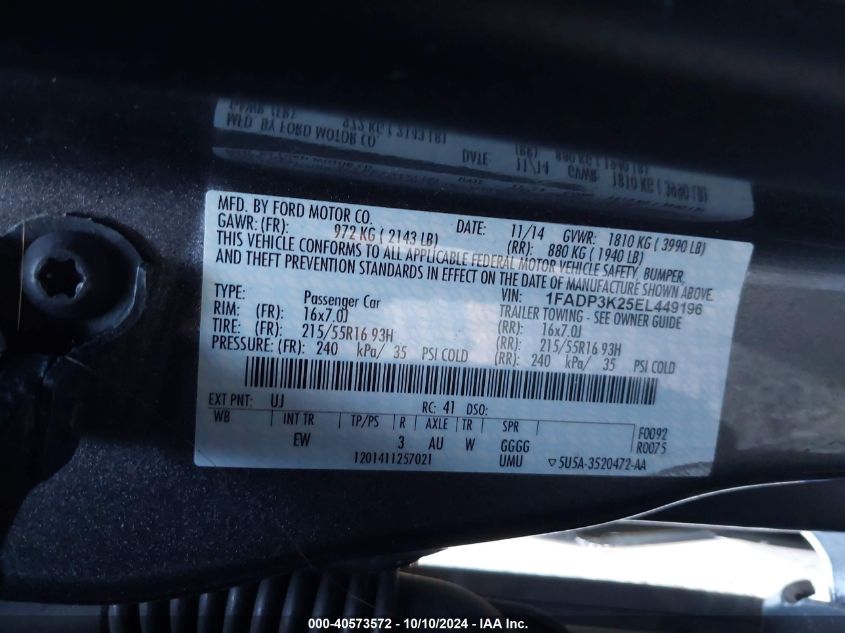 MFD. BY FORD MOTOR CO. DATE: 11/14 GVWR: 1810 KG ( 3990 LB)
GAWR: (FR): 972 KG ( 2143 LB) (RR): 880 KG ( 1940 LB)
THIS VEHICLE CONFORMS TO ALL APPLICABLE FEDERAL MOTOR VEHICLE SAFETY, BUMPER,
AND THEFT PREVENTION STANDARDS IN EFFECT ON THE DATE OF MANUFACTURE SHOWN ABOVE.
VIN: 1FADP3K25EL449196
TYPE: Passenger Car TRAILER TOWING - SEE OWNER GUIDE
RIM: (FR): 16x7.0J (RR): 16x7.0J
TIRE: (FR): 215/55R16 93H (RR): 215/55R16 93H
PRESSURE: (FR): 240 kPa/ 35 PSI COLD (RR): 240 kPa/ 35 PSI COLD
EXT PNT: UJ RC: 41 DSO:
WB INT TR TP/PS R AXLE TR SPR F0092
EW 3 AU W GGGG R0075
1201411257021 UMU ▽5U5A-3520472-AA
000-40573572 - 10/10/2024 - IAA Inc.